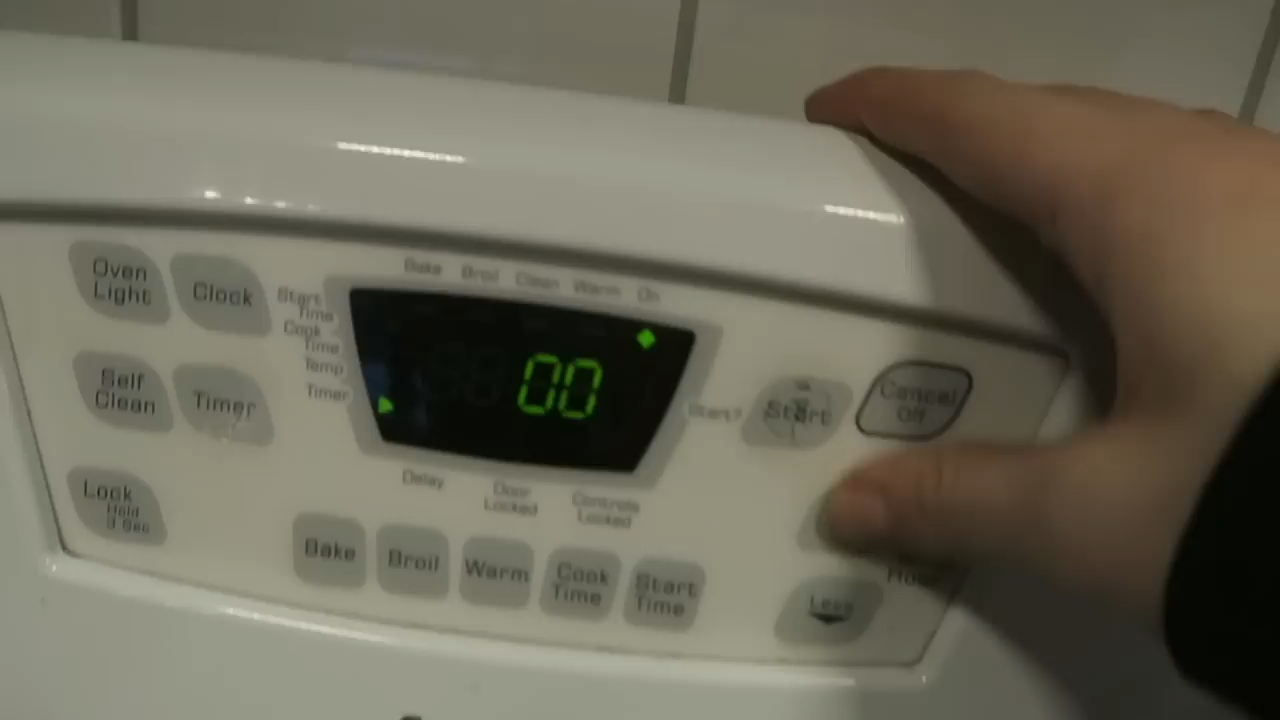 Bake Broil Clean Warm On
Oven
Light
Clock
Start
Time
Cook
Time
Temp
Timer
00
Self
Clean
Timer
Start?
Start
Cancel
Off
Lock
Hold
3 Sec
Delay
Door
Locked
Controls
Locked
Bake
Broil
Warm
Cook
Time
Start
Time
Hour
Less